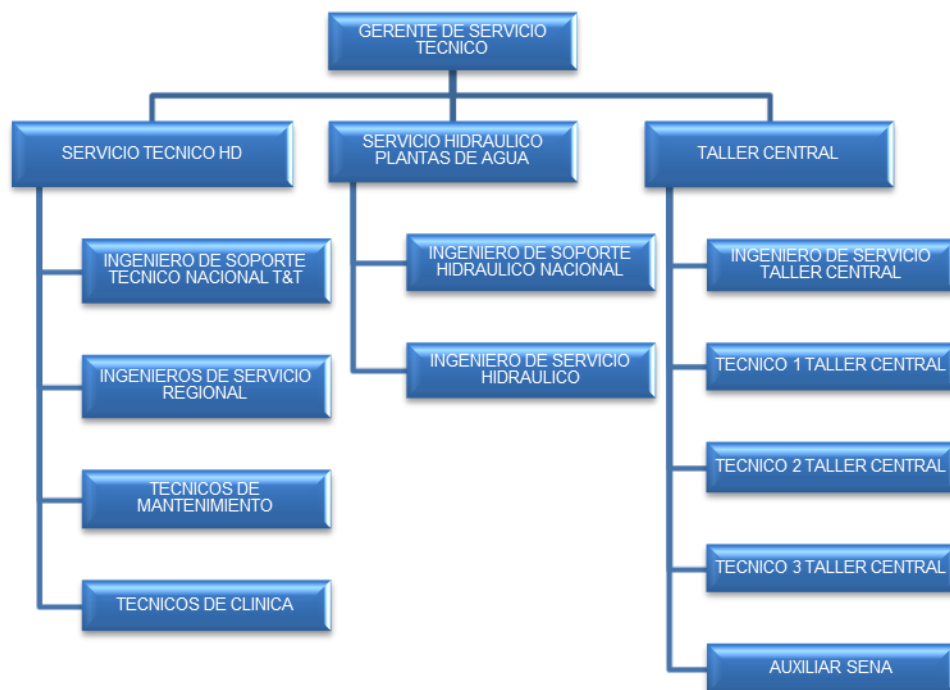 GERENTE DE SERVICIO
TECNICO
SERVICIO TECNICO HD
SERVICIO HIDRAULICO
PLANTAS DE AGUA
TALLER CENTRAL
INGENIERO DE SOPORTE
TECNICO NACIONAL T&T
INGENIEROS DE SERVICIO
REGIONAL
TECNICOS DE
MANTENIMIENTO
TECNICOS DE CLINICA
INGENIERO DE SOPORTE
HIDRAULICO NACIONAL
INGENIERO DE SERVICIO
HIDRAULICO
INGENIERO DE SERVICIO
TALLER CENTRAL
TECNICO 1 TALLER CENTRAL
TECNICO 2 TALLER CENTRAL
TECNICO 3 TALLER CENTRAL
AUXILIAR SENA